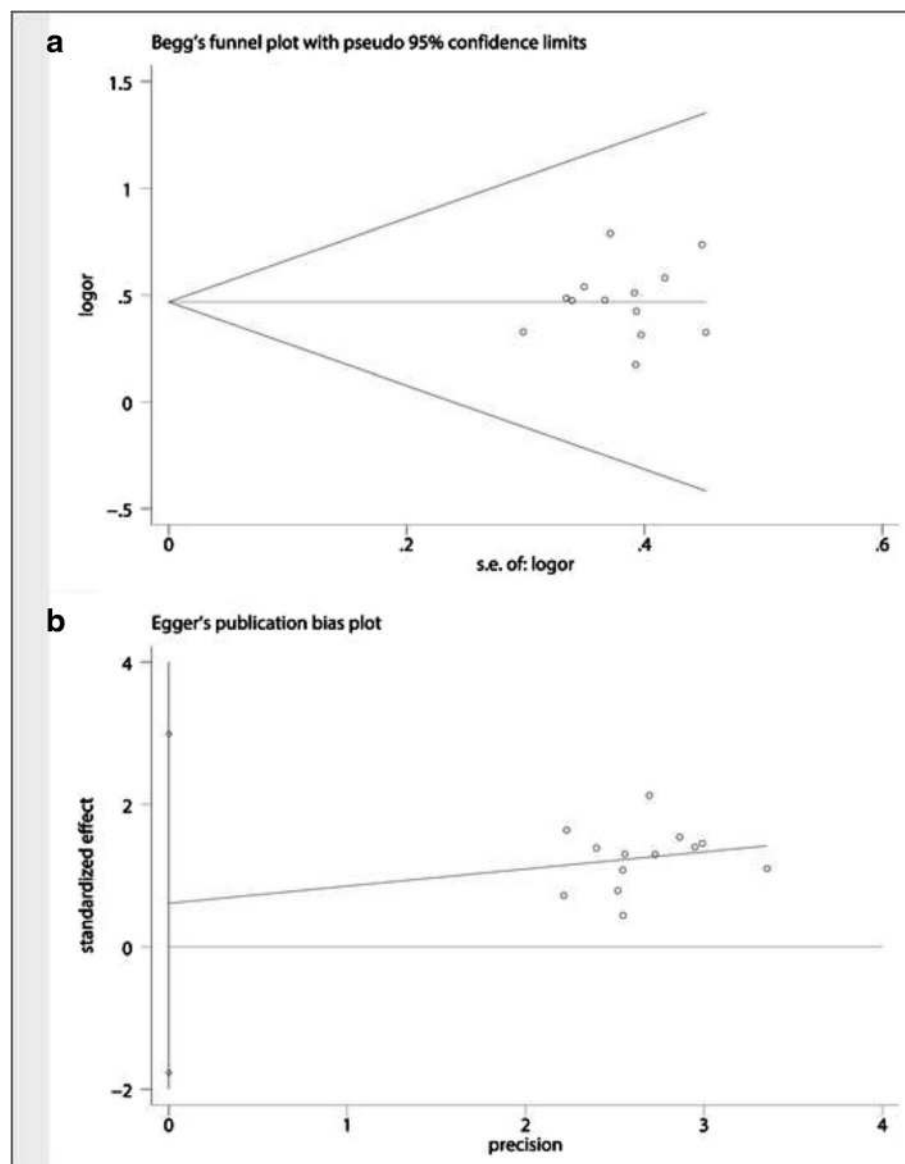 a
Begg's funnel plot with pseudo 95% confidence limits
1.5
1
.5
0
−.5
logor
0 .2 .4 .6
s.e. of: logor
b
Egger's publication bias plot
4
2
0
−2
standardized effect
0 1 2 3 4
precision